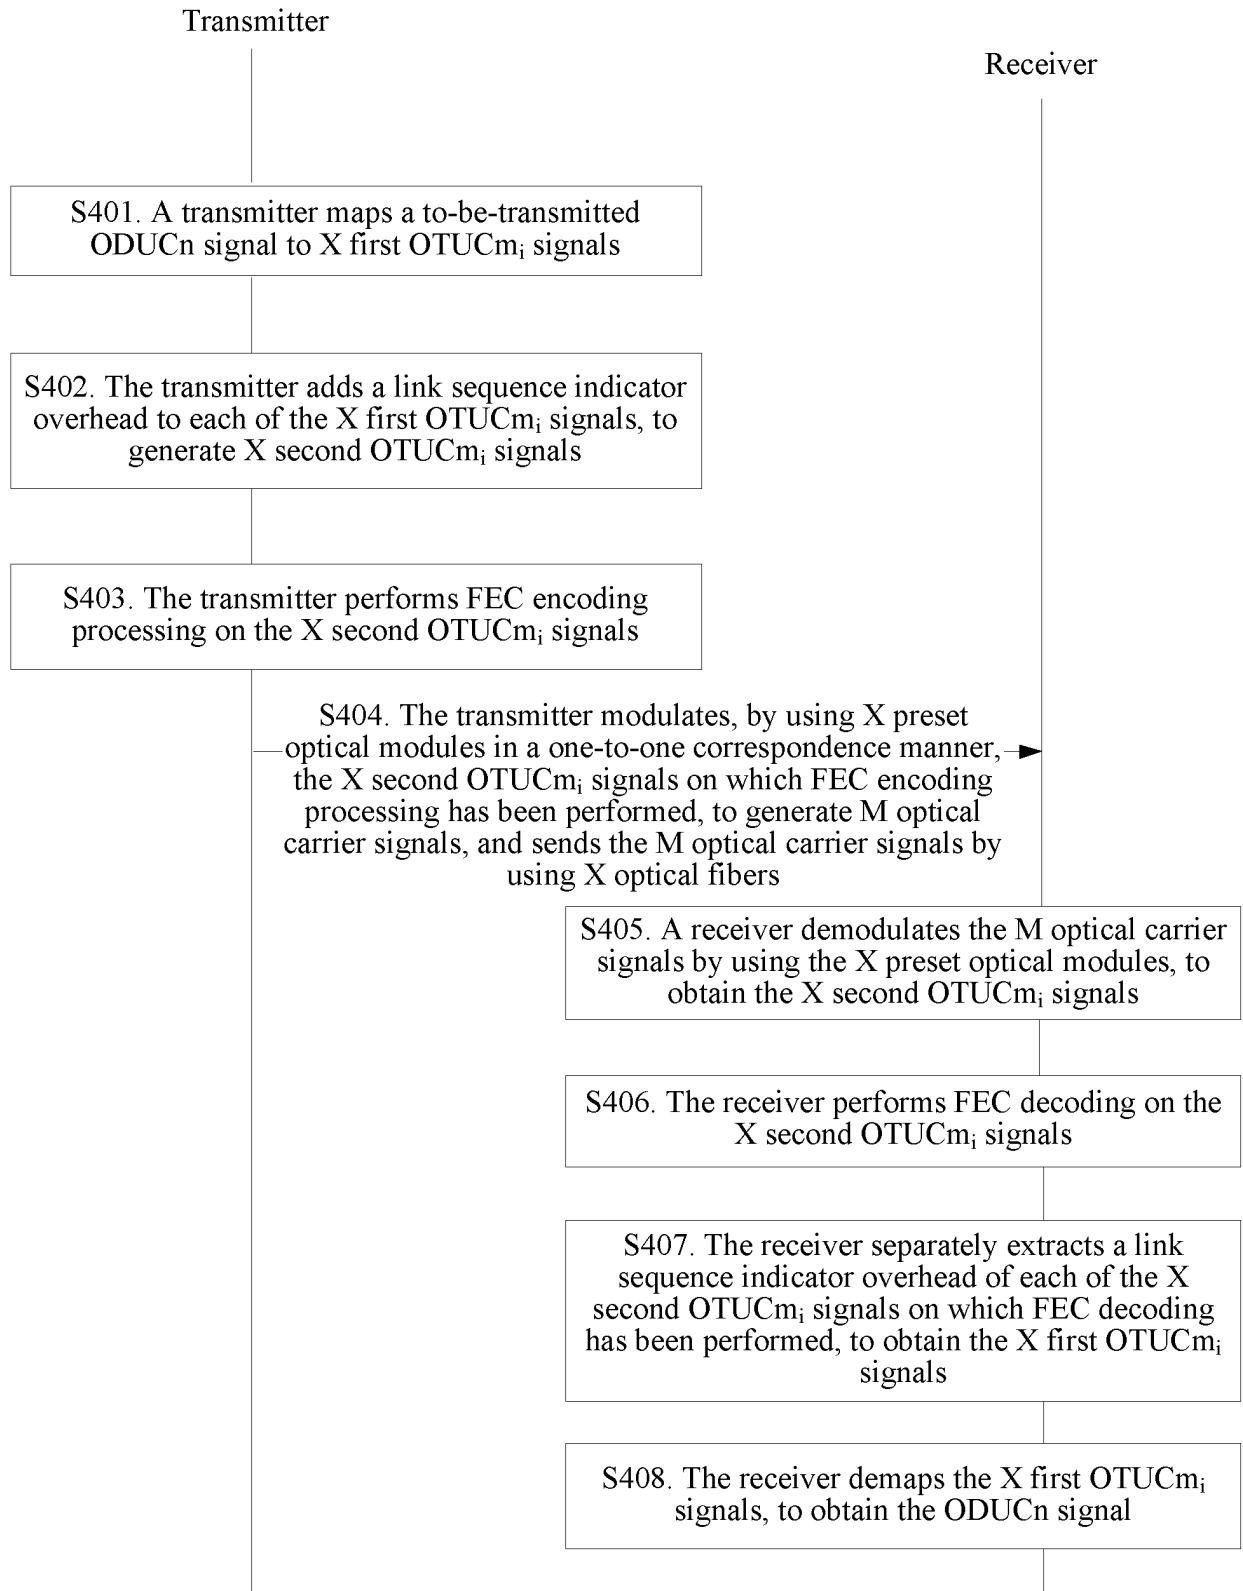 Transmitter
Receiver
S401. A transmitter maps a to-be-transmitted
ODUCn signal to X first OTUCmᵢ signals
S402. The transmitter adds a link sequence indicator
overhead to each of the X first OTUCmᵢ signals, to
generate X second OTUCmᵢ signals
S403. The transmitter performs FEC encoding
processing on the X second OTUCmᵢ signals
S404. The transmitter modulates, by using X preset
optical modules in a one-to-one correspondence manner,
the X second OTUCmᵢ signals on which FEC encoding
processing has been performed, to generate M optical
carrier signals, and sends the M optical carrier signals by
using X optical fibers
S405. A receiver demodulates the M optical carrier
signals by using the X preset optical modules, to
obtain the X second OTUCmᵢ signals
S406. The receiver performs FEC decoding on the
X second OTUCmᵢ signals
S407. The receiver separately extracts a link
sequence indicator overhead of each of the X
second OTUCmᵢ signals on which FEC decoding
has been performed, to obtain the X first OTUCmᵢ
signals
S408. The receiver demaps the X first OTUCmᵢ
signals, to obtain the ODUCn signal